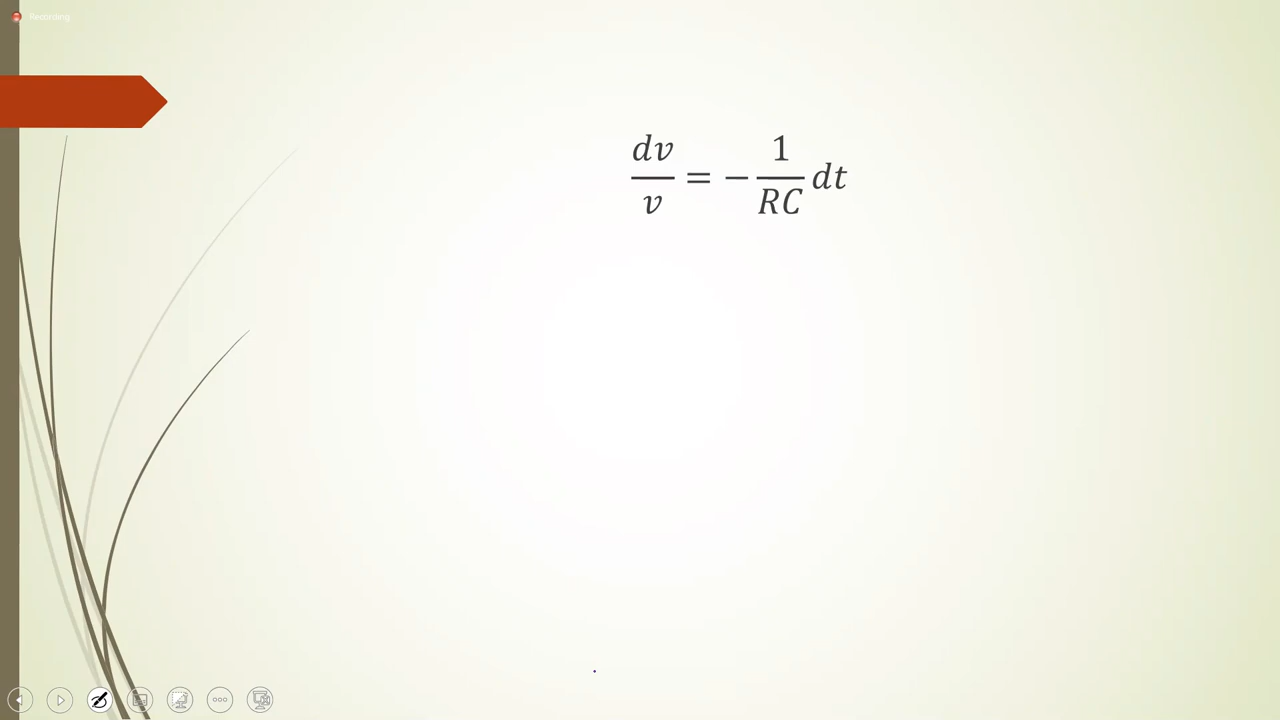 Recording
dv/v = −1/RC dt